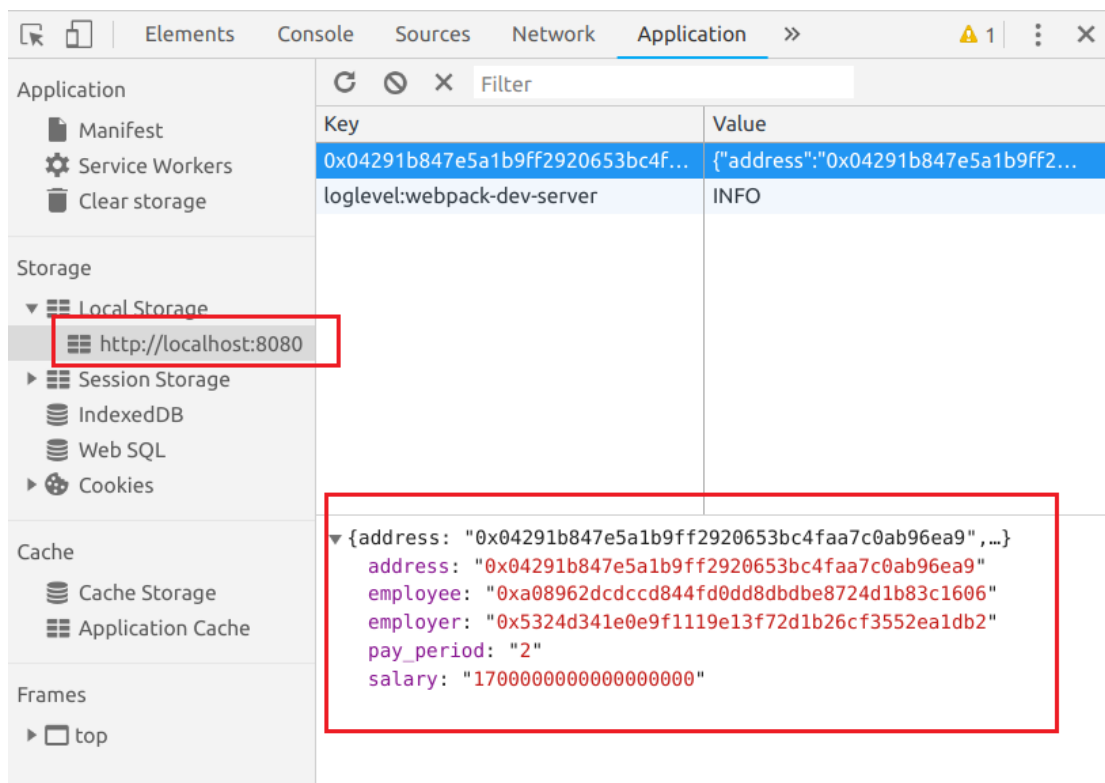 Elements Console Sources Network Application » 1
Application
Manifest
Service Workers
Clear storage
Storage
Local Storage
http://localhost:8080
Session Storage
IndexedDB
Web SQL
Cookies
Cache
Cache Storage
Application Cache
Frames
top
Filter
Key Value
0x04291b847e5a1b9ff2920653bc4f... {"address":"0x04291b847e5a1b9ff2...
loglevel:webpack-dev-server INFO
{address: "0x04291b847e5a1b9ff2920653bc4faa7c0ab96ea9",…}
address: "0x04291b847e5a1b9ff2920653bc4faa7c0ab96ea9"
employee: "0xa08962dcdccd844fd0dd8dbdbe8724d1b83c1606"
employer: "0x5324d341e0e9f1119e13f72d1b26cf3552ea1db2"
pay_period: "2"
salary: "1700000000000000000"